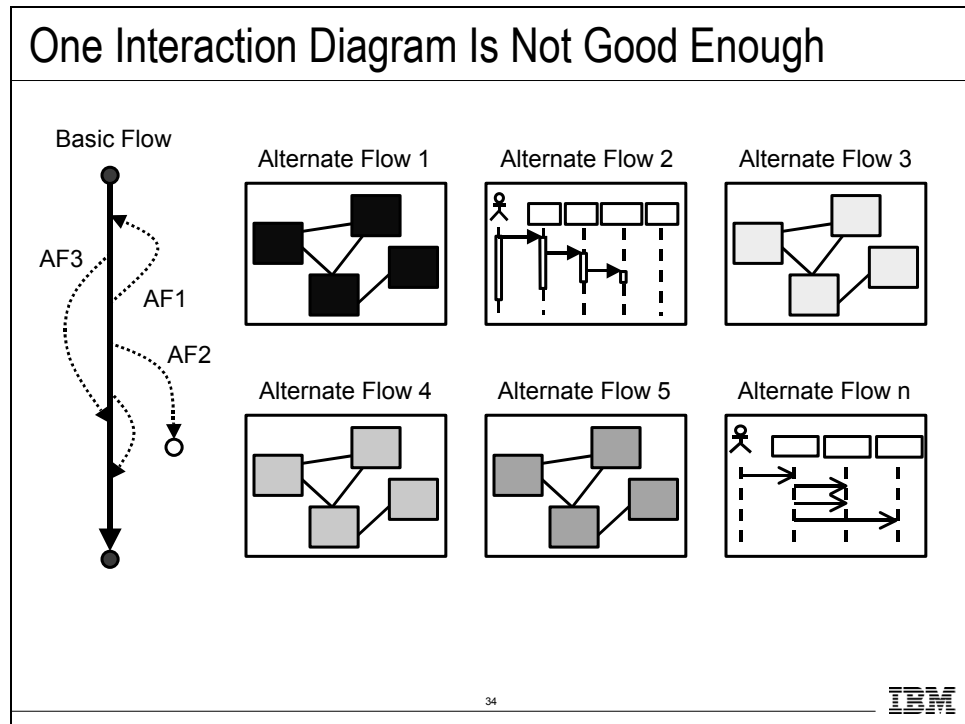 One Interaction Diagram Is Not Good Enough
Basic Flow
AF3
AF1
AF2
Alternate Flow 1
Alternate Flow 2
Alternate Flow 3
Alternate Flow 4
Alternate Flow 5
Alternate Flow n
34
IBM